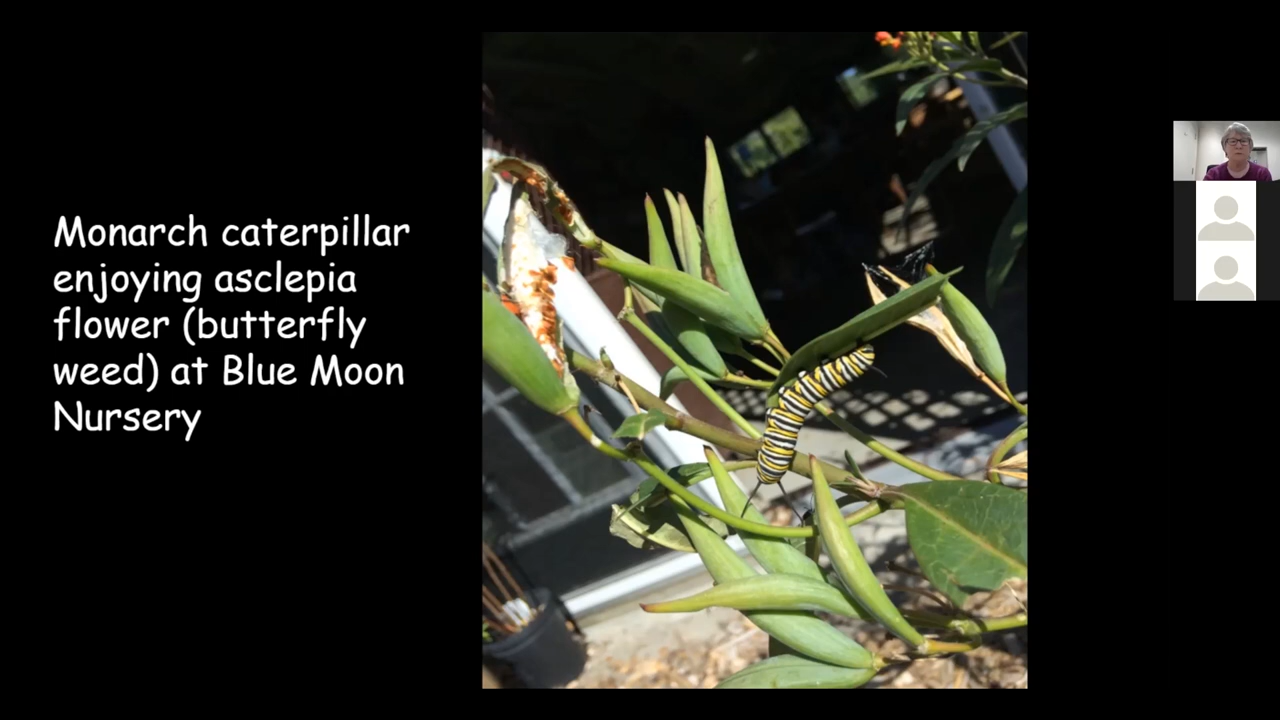 Monarch caterpillar
enjoying asclepia
flower (butterfly
weed) at Blue Moon
Nursery